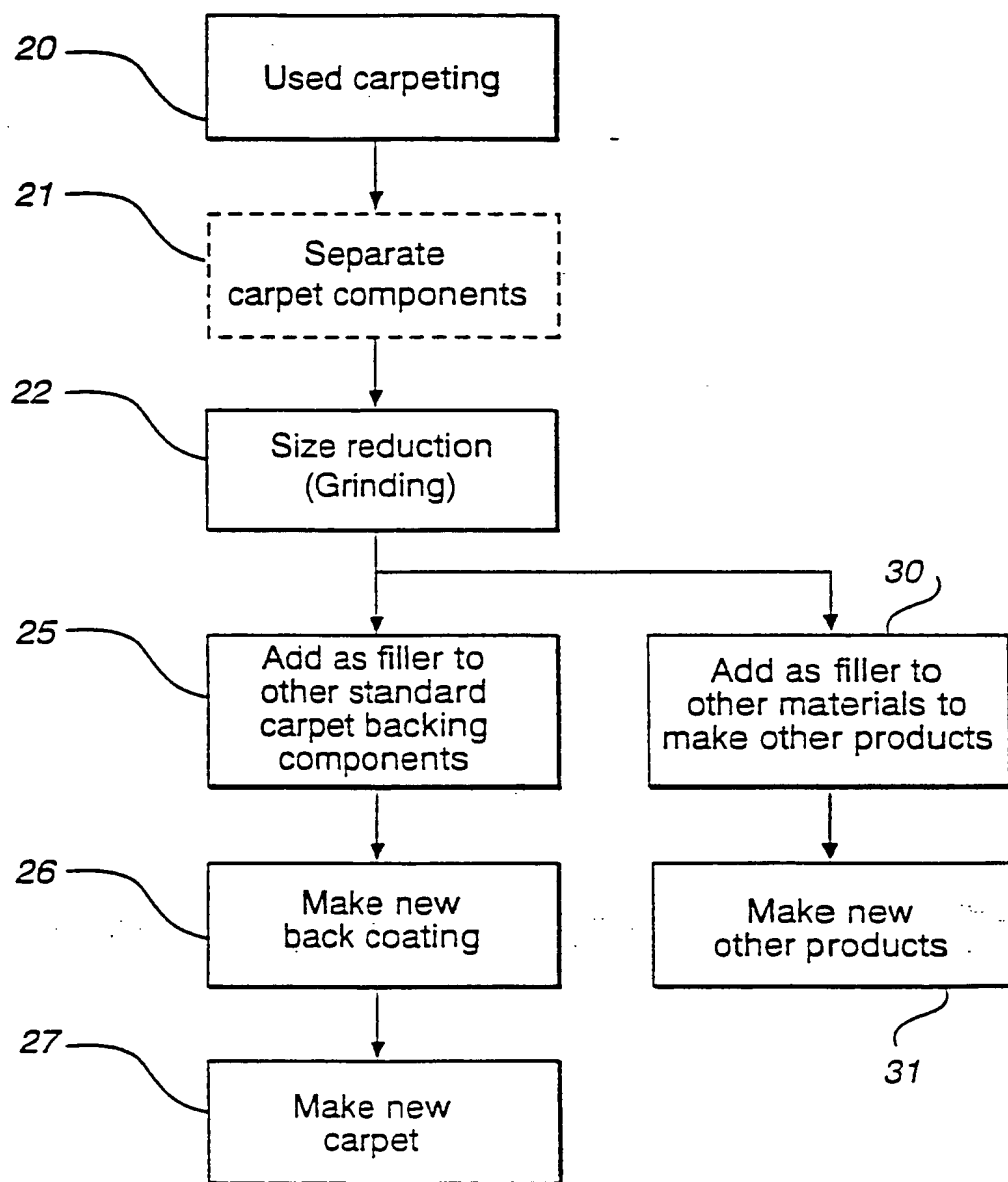 20
Used carpeting
21
Separate
carpet components
22
Size reduction
(Grinding)
30
25
Add as filler to
other standard
carpet backing
components
Add as filler to
other materials to
make other products
26
Make new
back coating
Make new
other products
31
27
Make new
carpet